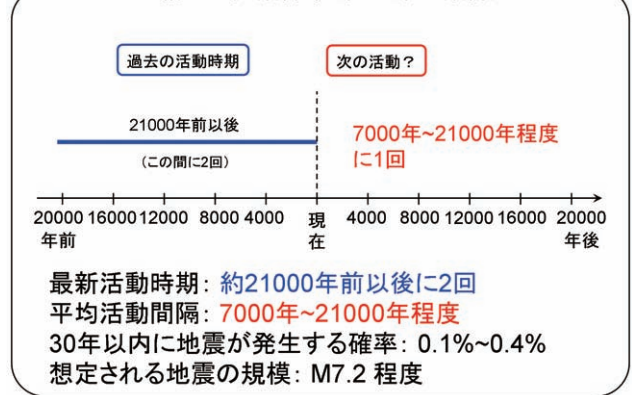 過去の活動時期
次の活動?
21000年前以後
(この間に2回)
7000年~21000年程度
に1回
20000 16000 12000 8000 4000 現在 4000 8000 12000 16000 20000
年前 年後
最新活動時期: 約21000年前以後に2回
平均活動間隔: 7000年~21000年程度
30年以内に地震が発生する確率: 0.1%~0.4%
想定される地震の規模: M7.2 程度